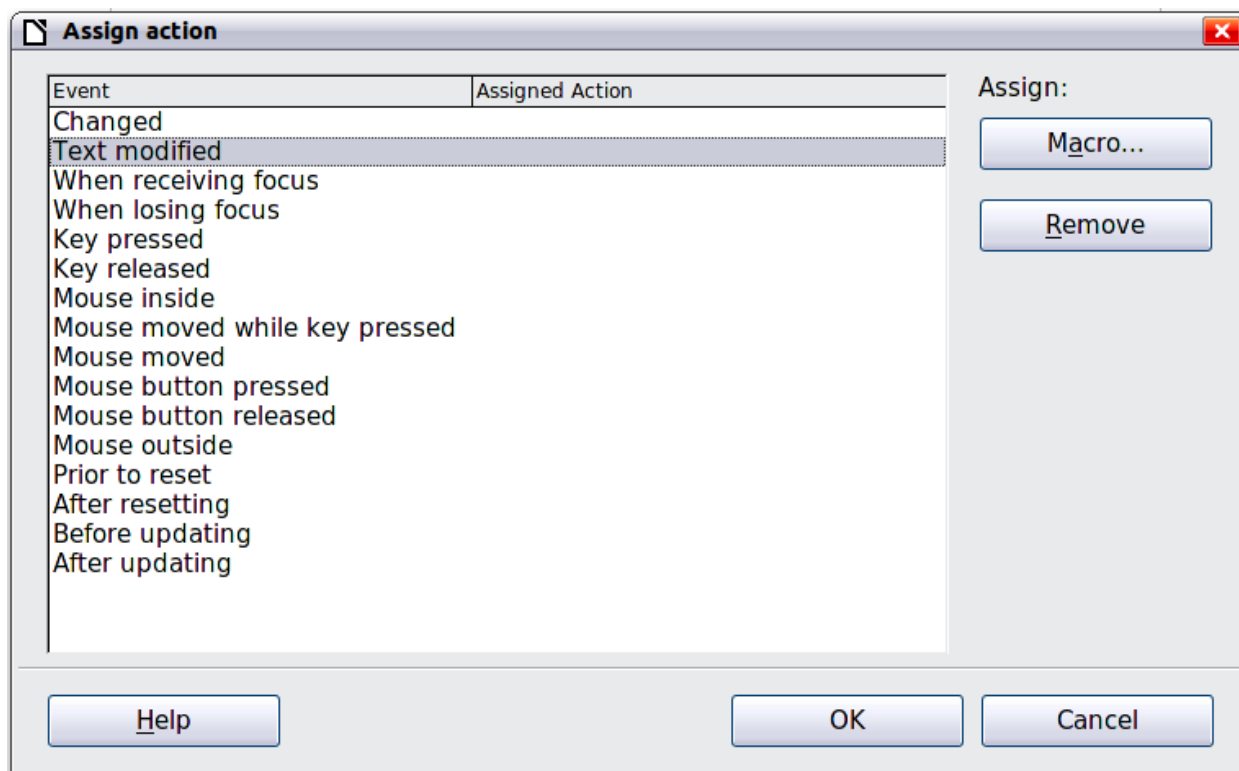 Assign action
Event Assigned Action
Changed
Text modified
When receiving focus
When losing focus
Key pressed
Key released
Mouse inside
Mouse moved while key pressed
Mouse moved
Mouse button pressed
Mouse button released
Mouse outside
Prior to reset
After resetting
Before updating
After updating
Assign:
Macro...
Remove
Help OK Cancel